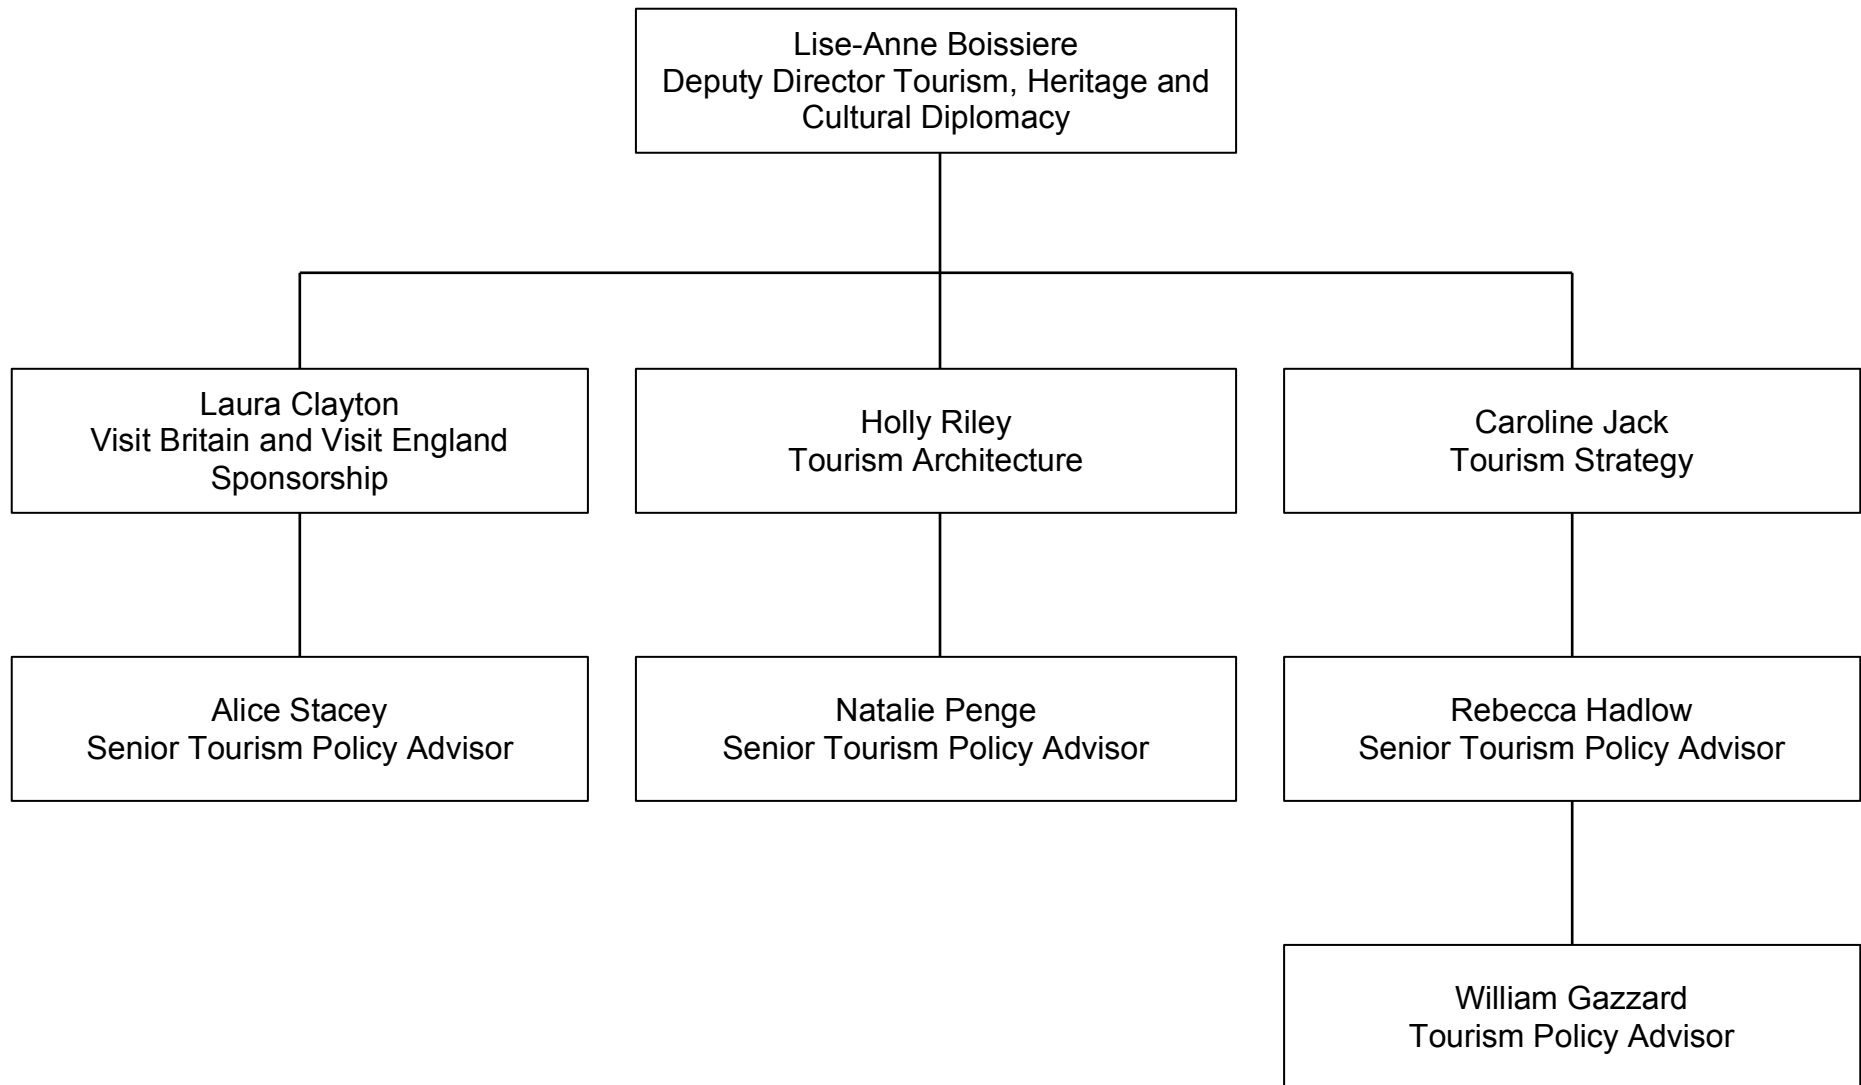 Lise-Anne Boissiere
Deputy Director Tourism, Heritage and
Cultural Diplomacy
Laura Clayton
Visit Britain and Visit England
Sponsorship
Holly Riley
Tourism Architecture
Caroline Jack
Tourism Strategy
Alice Stacey
Senior Tourism Policy Advisor
Natalie Penge
Senior Tourism Policy Advisor
Rebecca Hadlow
Senior Tourism Policy Advisor
William Gazzard
Tourism Policy Advisor